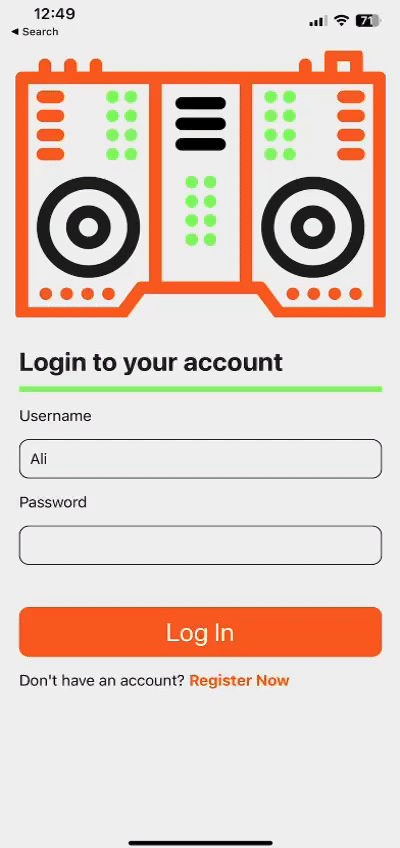 12:49
71
◀ Search
Login to your account
Username
Ali
Password
Log In
Don't have an account? Register Now